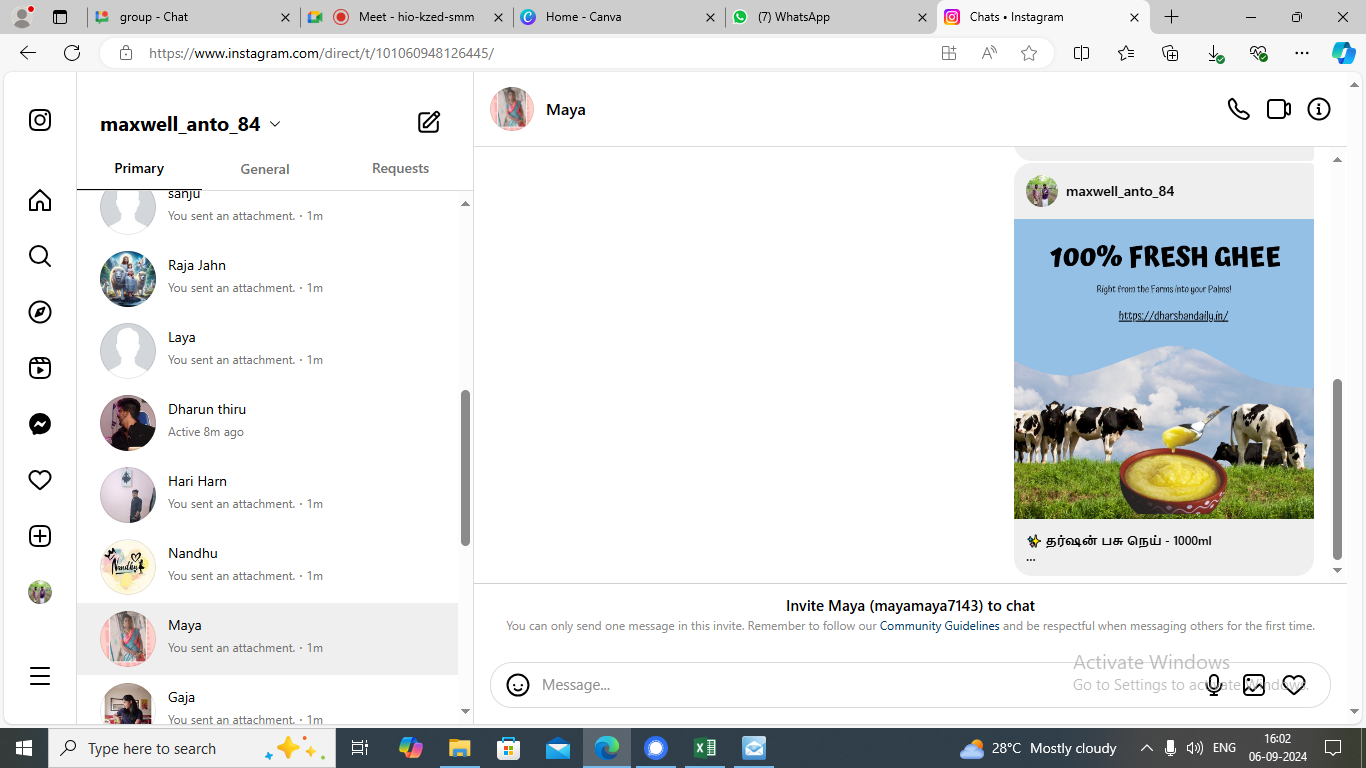 group - Chat
Meet - hio-kzed-smm
Home - Canva
(7) WhatsApp
Chats • Instagram
https://www.instagram.com/direct/t/101060948126445/
maxwell_anto_84
Primary
General
Requests
sanju
You sent an attachment. · 1m
Raja Jahn
You sent an attachment. · 1m
Laya
You sent an attachment. · 1m
Dharun thiru
Active 8m ago
Hari Harn
You sent an attachment. · 1m
Nandhu
You sent an attachment. · 1m
Maya
You sent an attachment. · 1m
Gaja
You sent an attachment. · 1m
Maya
maxwell_anto_84
100% FRESH GHEE
Right from the Farms into your Palms!
https://dharshandaily.in/
✨ தர்ஷன் பசு நெய் - 1000ml
...
Invite Maya (mayamaya7143) to chat
You can only send one message in this invite. Remember to follow our Community Guidelines and be respectful when messaging others for the first time.
Message...
Activate Windows
Go to Settings to activate Windows.
Type here to search
28°C Mostly cloudy
ENG
16:02
06-09-2024